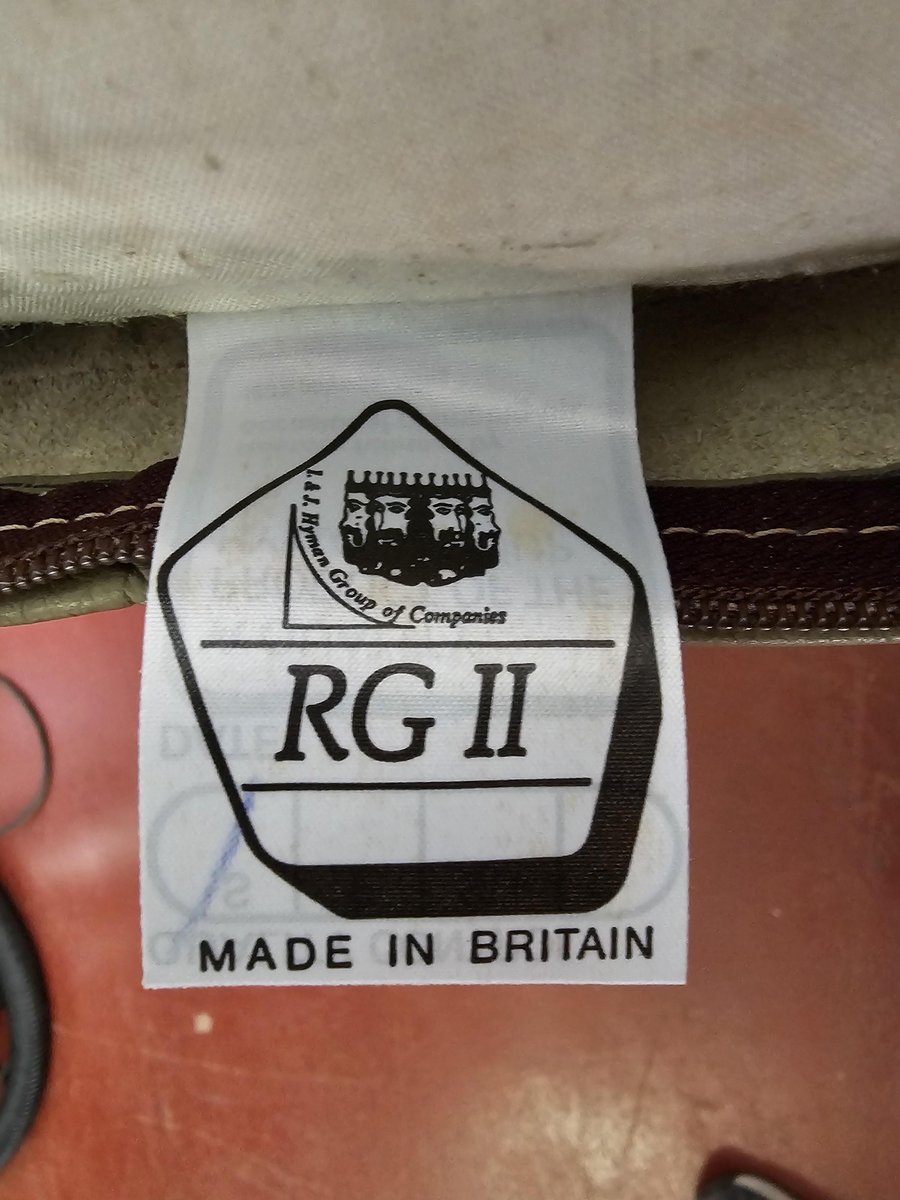 I. & J. Hyman Group of Companies
RG II
MADE IN BRITAIN